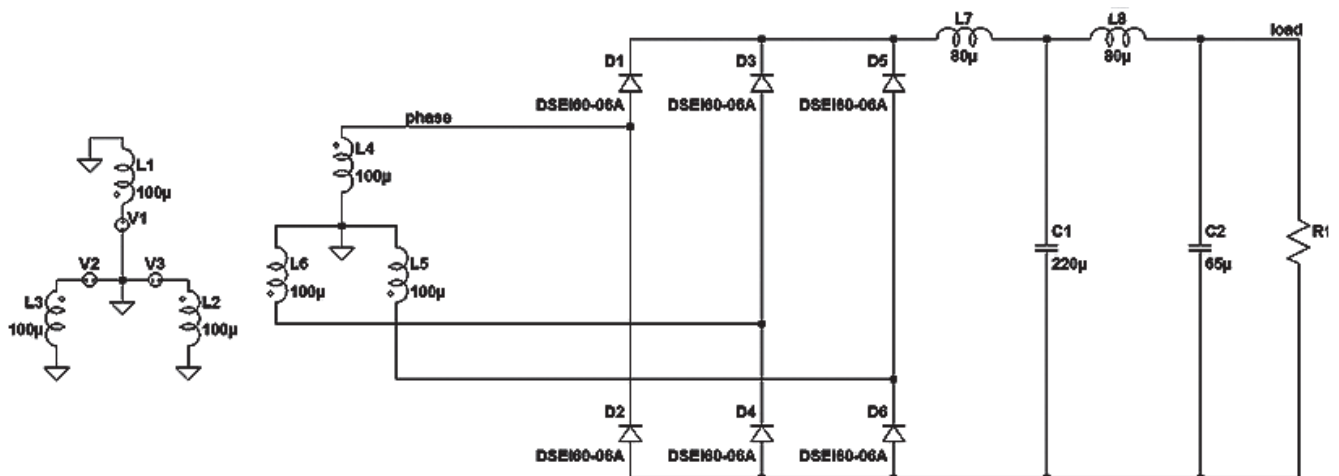 L7
80µ
L8
80µ
load
D1
DSEI60-06A
D3
DSEI60-06A
D5
DSEI60-06A
phase
L4
100µ
L1
100µ
V1
V2
V3
L3
100µ
L2
100µ
L6
100µ
L5
100µ
C1
220µ
C2
65µ
R1
D2
DSEI60-06A
D4
DSEI60-06A
D6
DSEI60-06A